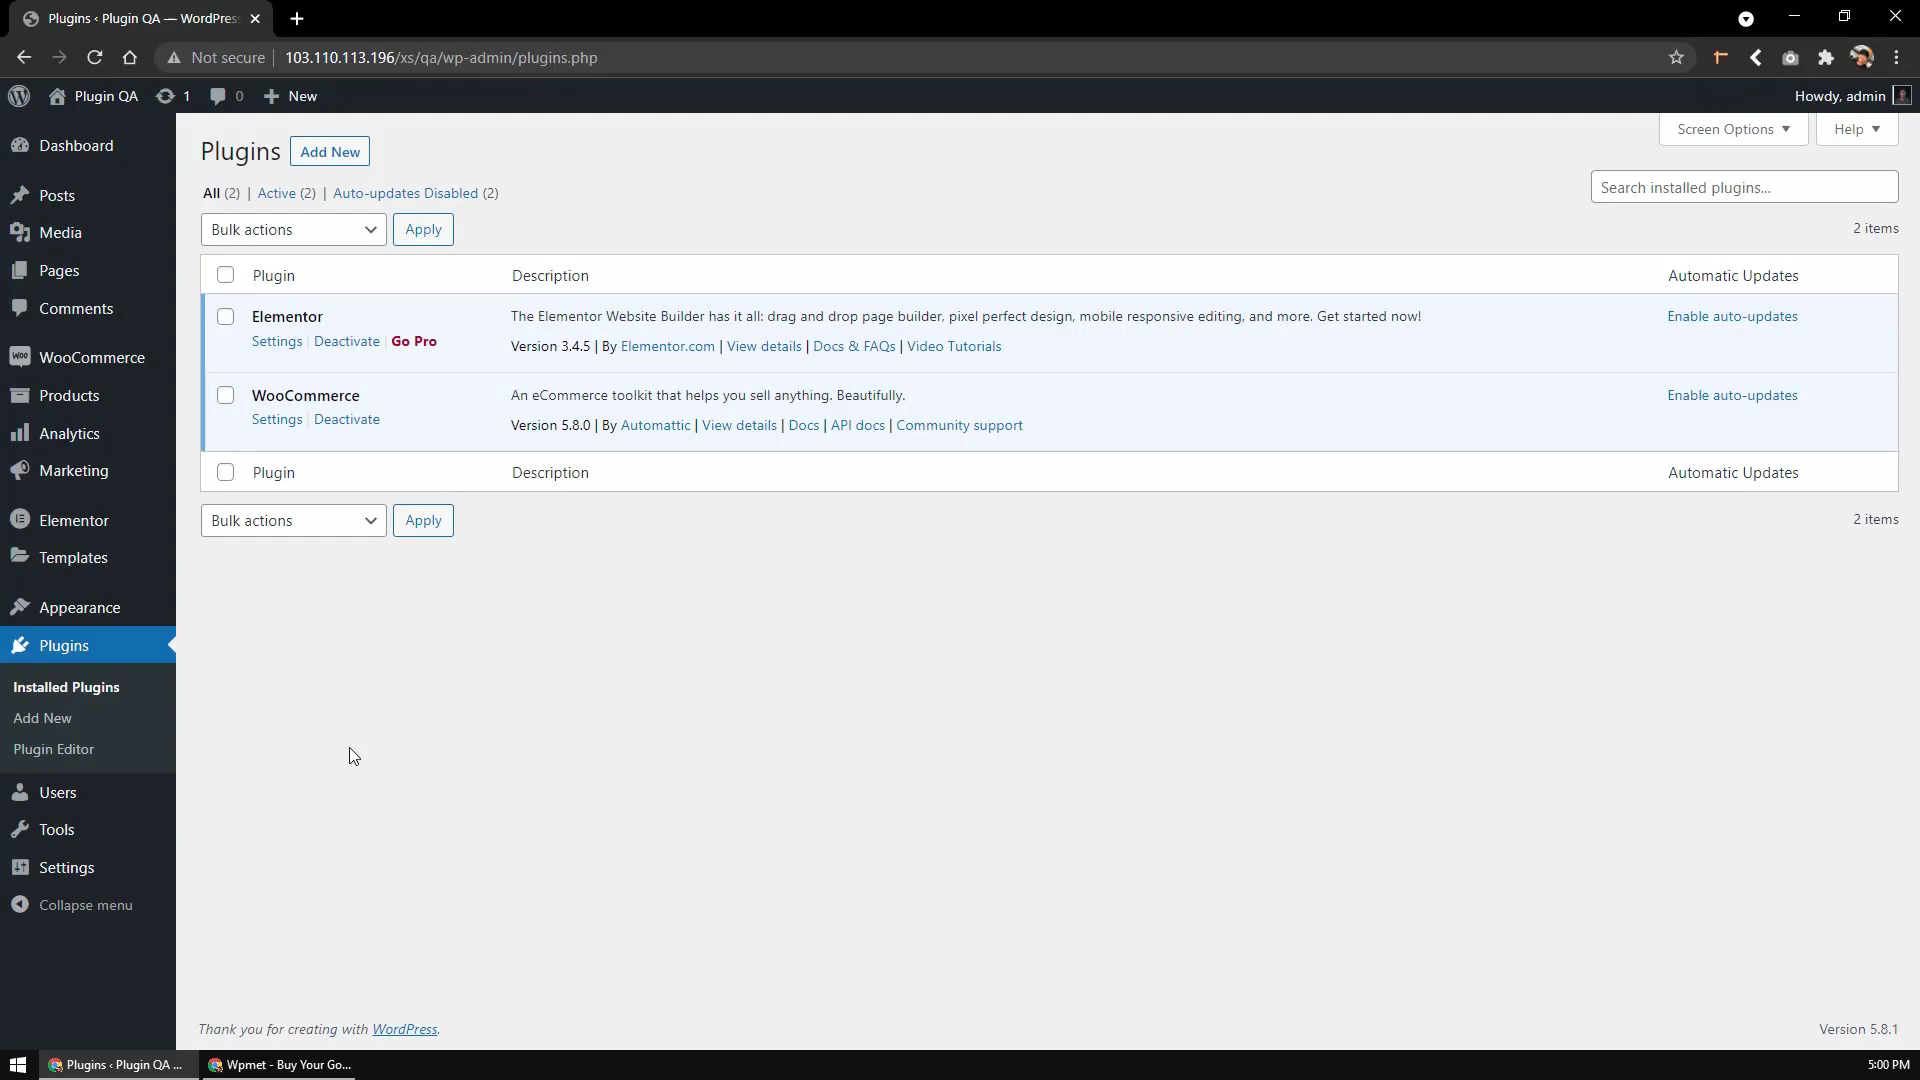 Plugins ‹ Plugin QA — WordPres
Not secure
103.110.113.196/xs/qa/wp-admin/plugins.php
Plugin QA
1
0
New
Howdy, admin
Dashboard
Posts
Media
Pages
Comments
WooCommerce
Products
Analytics
Marketing
Elementor
Templates
Appearance
Plugins
Installed Plugins
Add New
Plugin Editor
Users
Tools
Settings
Collapse menu
Screen Options
Help
Plugins
Add New
All (2) | Active (2) | Auto-updates Disabled (2)
Search installed plugins...
Bulk actions
Apply
2 items
Plugin
Description
Automatic Updates
Elementor
Settings | Deactivate | Go Pro
The Elementor Website Builder has it all: drag and drop page builder, pixel perfect design, mobile responsive editing, and more. Get started now!
Version 3.4.5 | By Elementor.com | View details | Docs & FAQs | Video Tutorials
Enable auto-updates
WooCommerce
Settings | Deactivate
An eCommerce toolkit that helps you sell anything. Beautifully.
Version 5.8.0 | By Automattic | View details | Docs | API docs | Community support
Enable auto-updates
Plugin
Description
Automatic Updates
Bulk actions
Apply
2 items
Thank you for creating with WordPress.
Version 5.8.1
Plugins ‹ Plugin QA ...
Wpmet - Buy Your Go...
5:00 PM